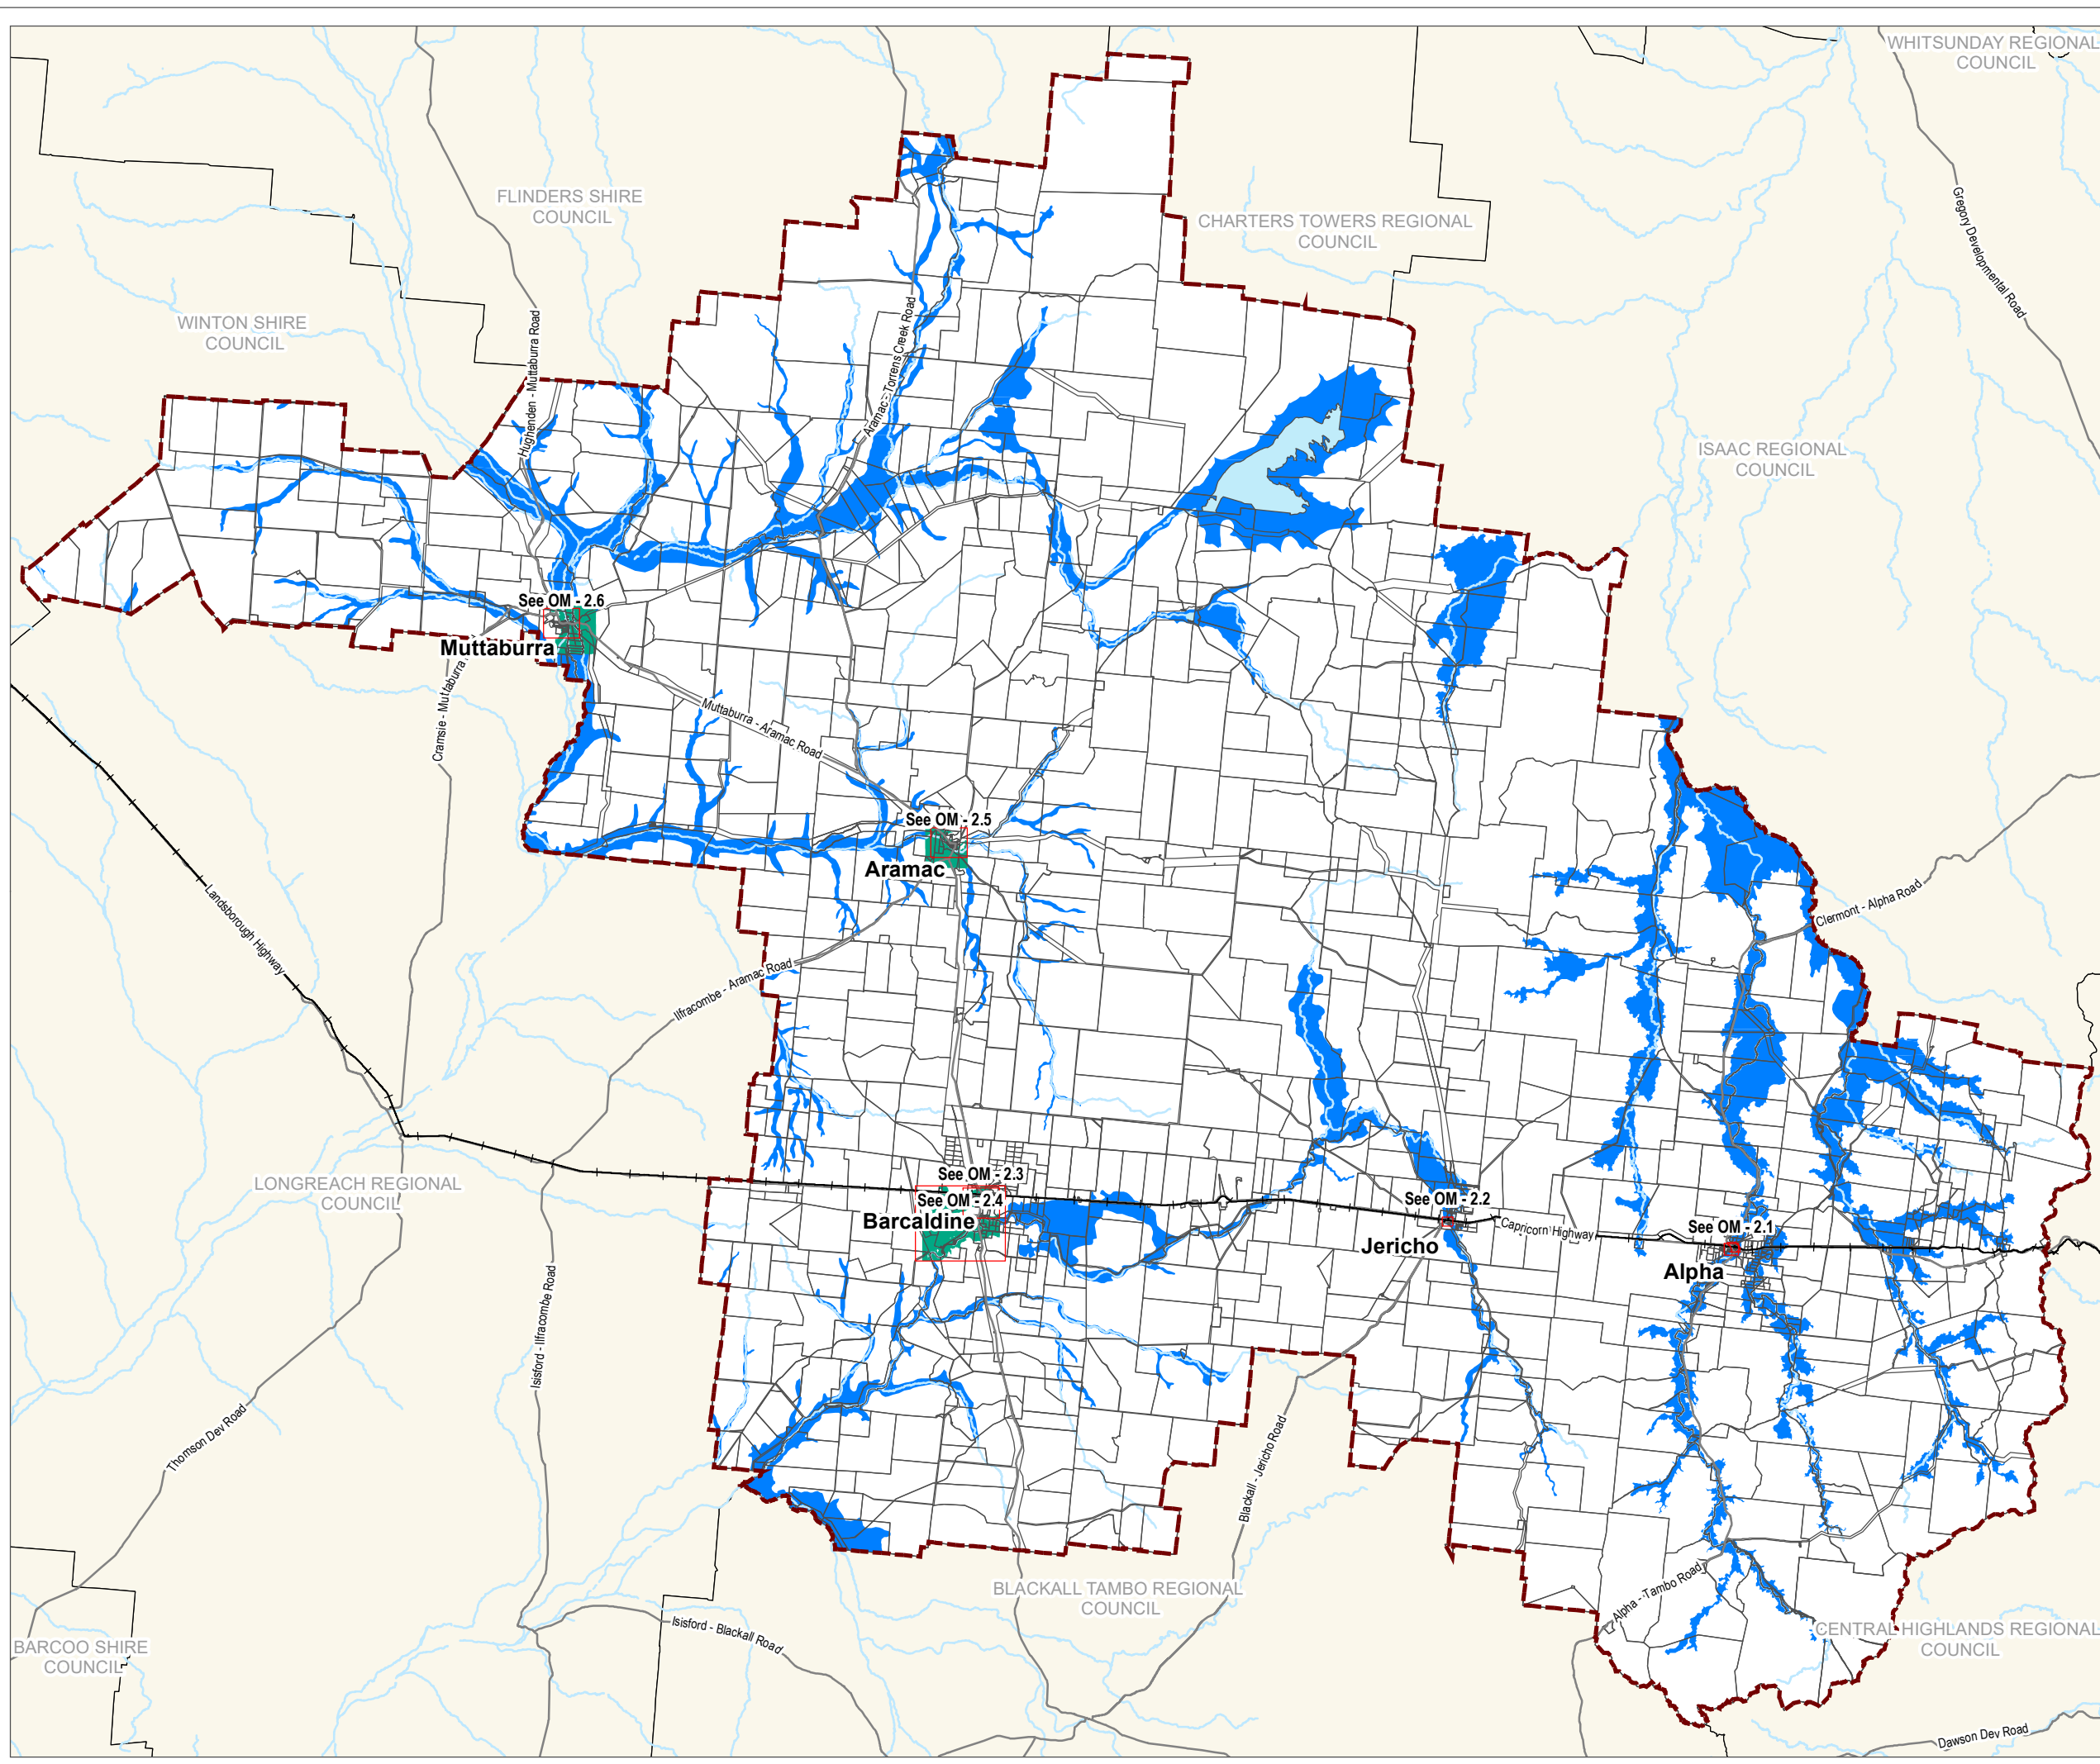 WHITSUNDAY REGIONAL
COUNCIL
FLINDERS SHIRE
COUNCIL
CHARTERS TOWERS REGIONAL
COUNCIL
Gregory Developmental Road
WINTON SHIRE
COUNCIL
Hughenden - Muttaburra Road
Aramac - Torrens Creek Road
ISAAC REGIONAL
COUNCIL
See OM - 2.6
Muttaburra
Cramsie - Muttaburra
Muttaburra - Aramac Road
See OM - 2.5
Aramac
Landsborough Highway
Clermont - Alpha Road
Ilfracombe - Aramac Road
LONGREACH REGIONAL
COUNCIL
See OM - 2.3
See OM - 2.4
Barcaldine
See OM - 2.2
Jericho
Capricorn Highway
See OM - 2.1
Alpha
Isisford - Ilfracombe Road
Thomson Dev Road
Blackall - Jericho Road
BLACKALL TAMBO REGIONAL
COUNCIL
Alpha - Tambo Road
Isisford - Blackall Road
BARCOO SHIRE
COUNCIL
CENTRAL HIGHLANDS REGIONAL
COUNCIL
Dawson Dev Road